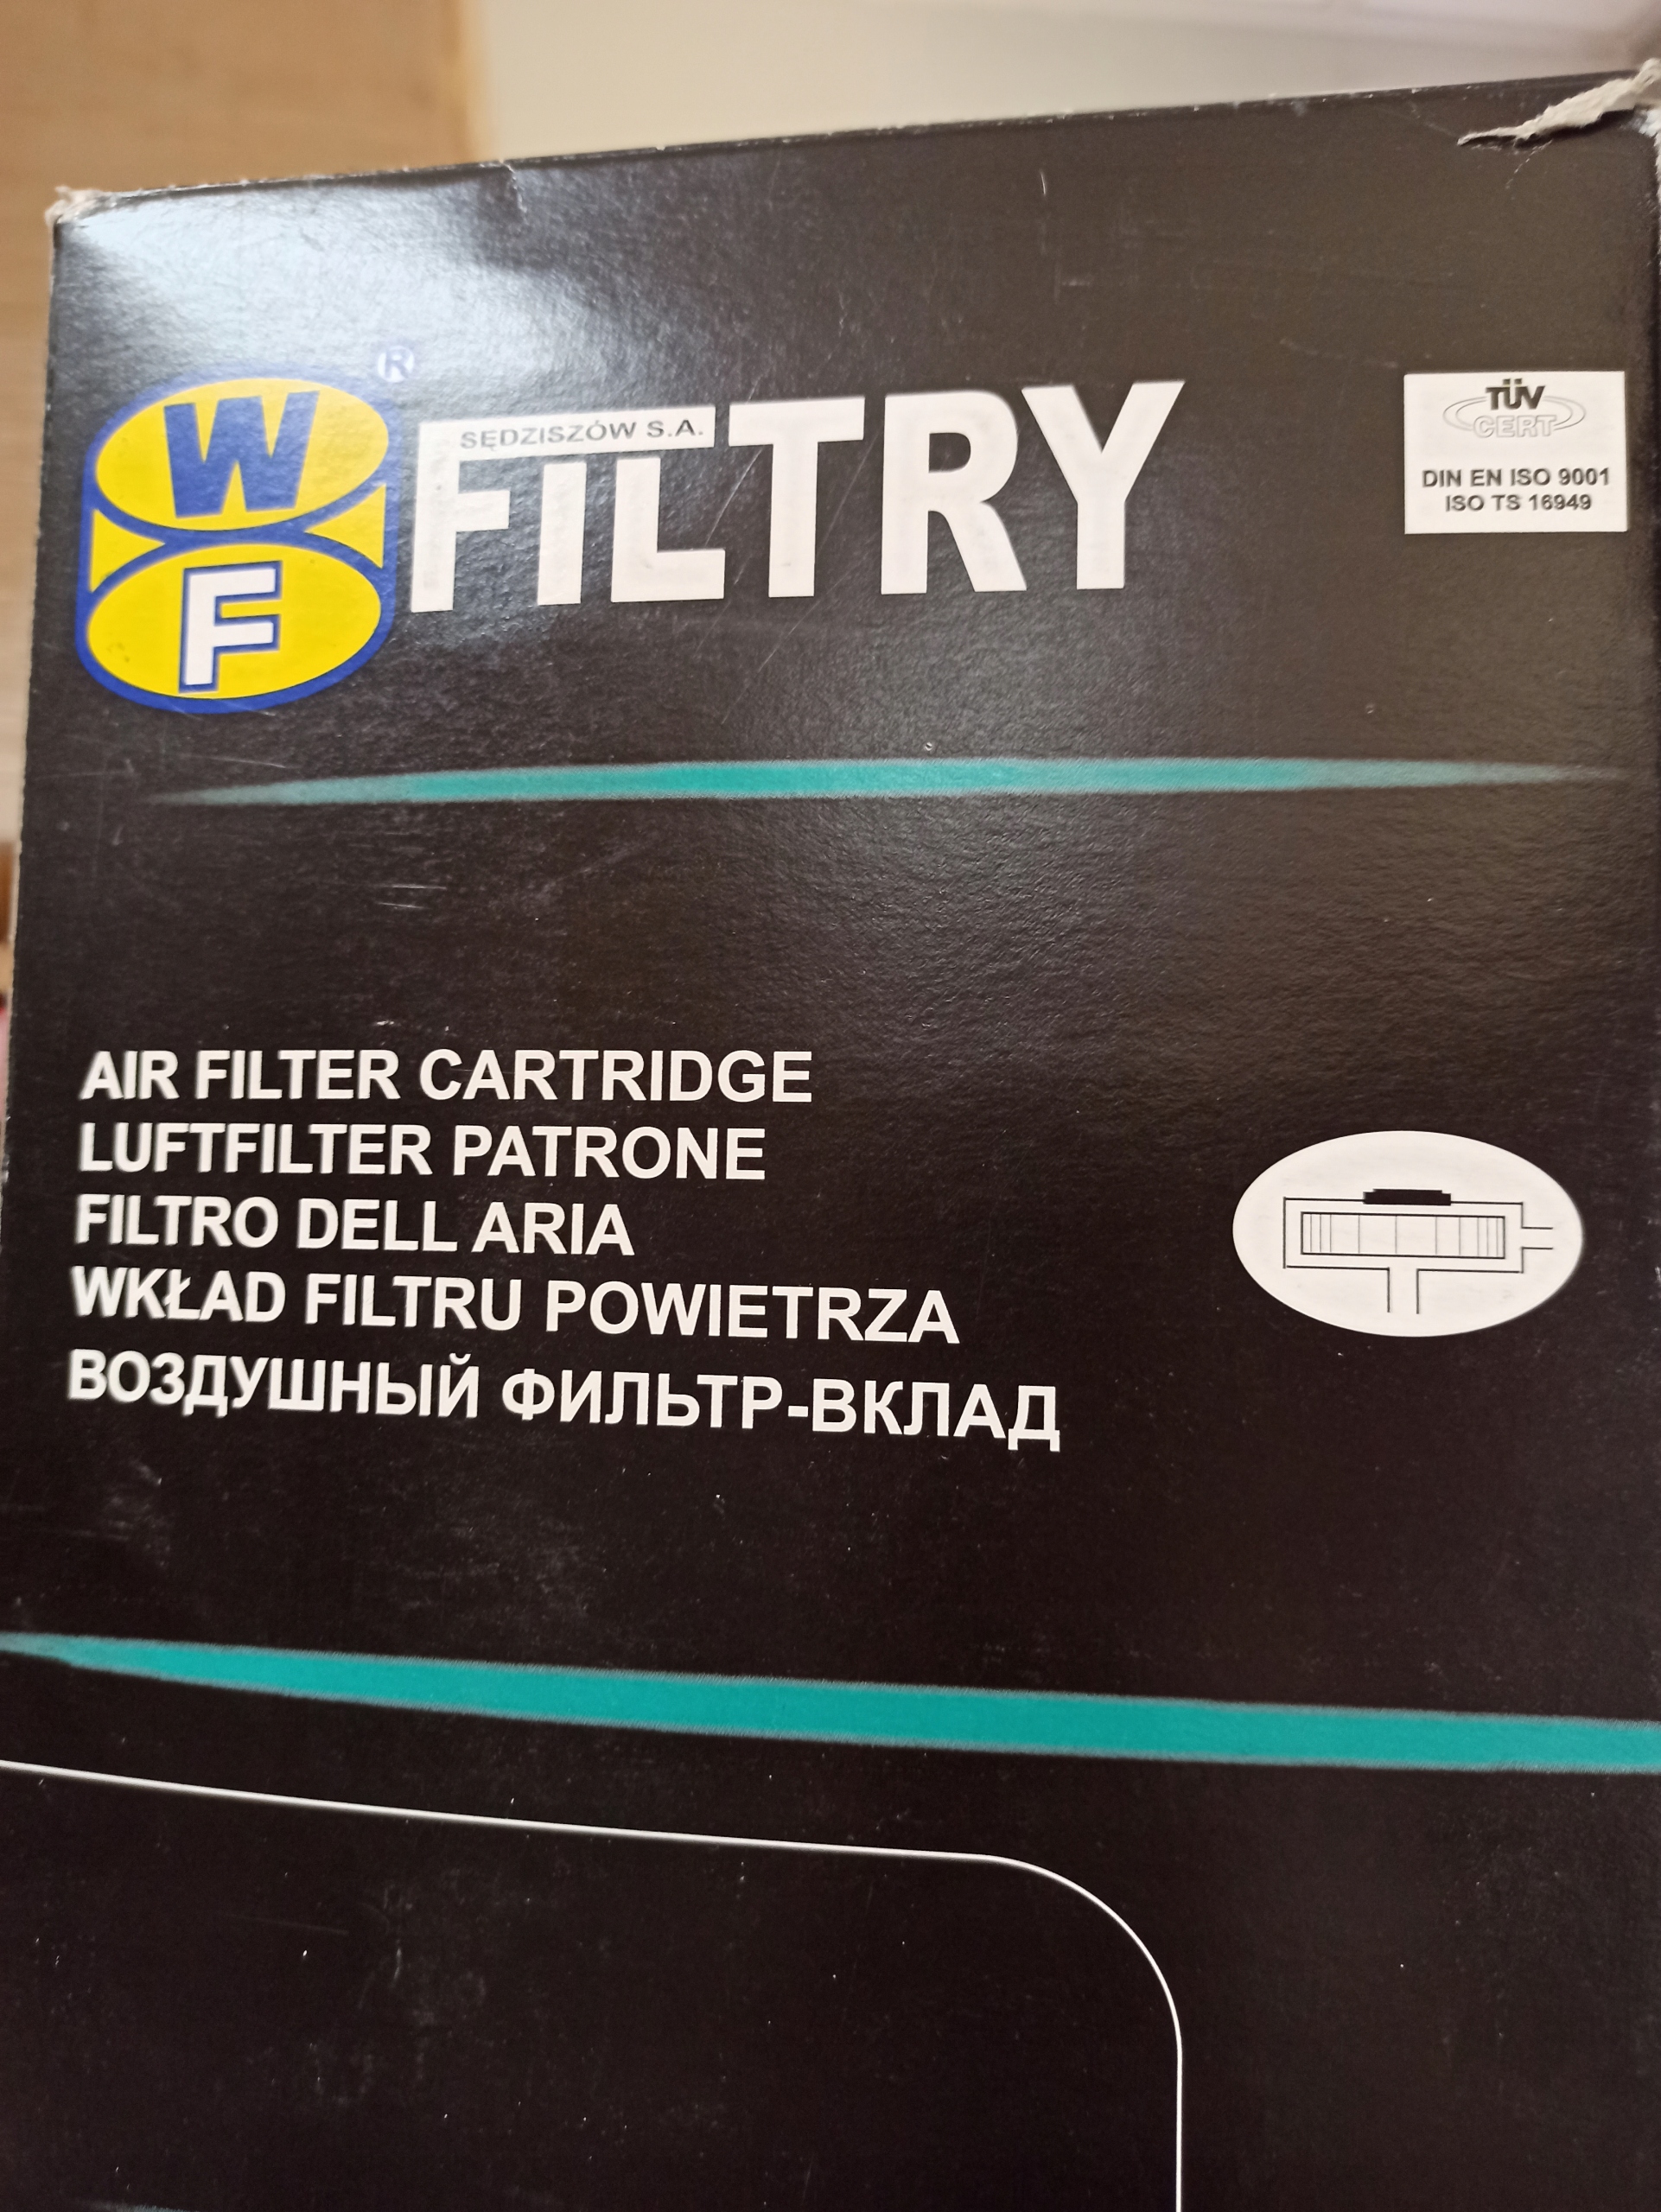 W
F
®
SĘDZISZÓW S.A.
FILTRY
TÜV
CERT
DIN EN ISO 9001
ISO TS 16949
AIR FILTER CARTRIDGE
LUFTFILTER PATRONE
FILTRO DELL ARIA
WKŁAD FILTRU POWIETRZA
ВОЗДУШНЫЙ ФИЛЬТР-ВКЛАД